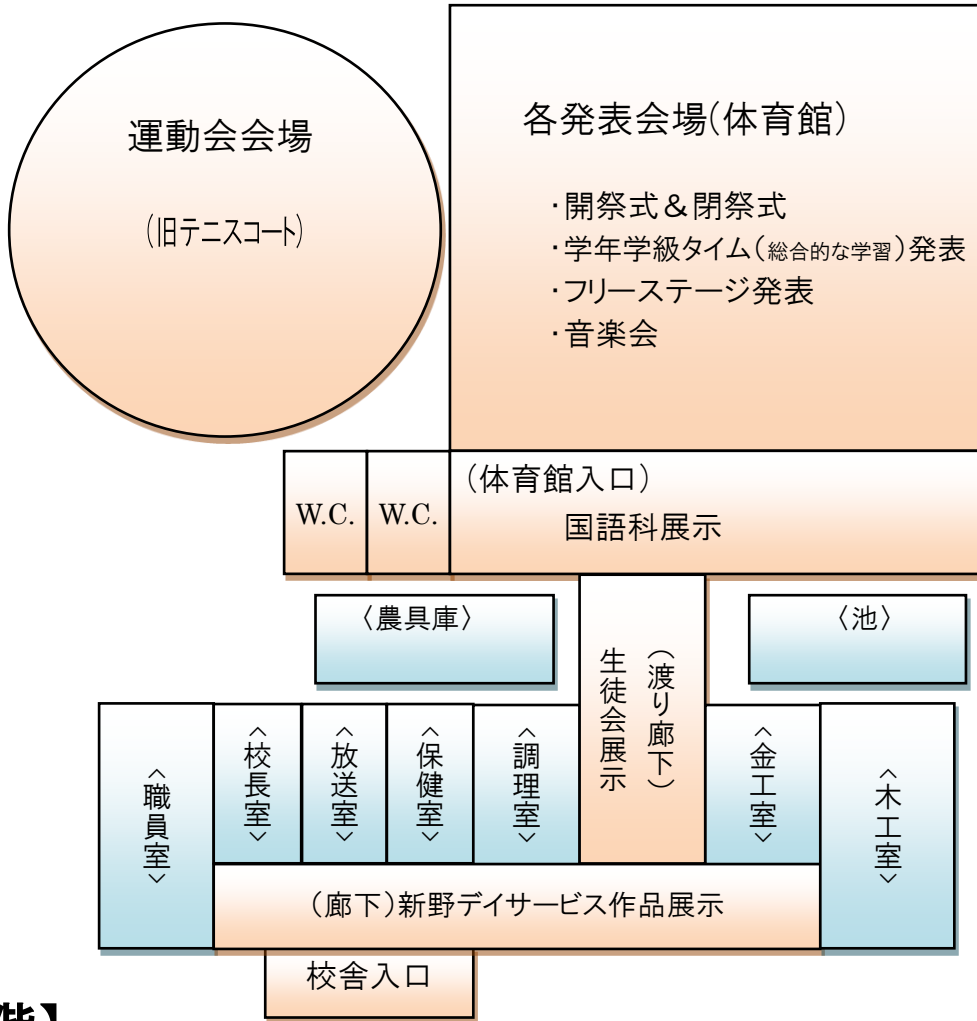 運動会会場
(旧テニスコート)
各発表会場(体育館)
・開祭式&閉祭式
・学年学級タイム(総合的な学習)発表
・フリーステージ発表
・音楽会
W.C.
W.C.
(体育館入口)
国語科展示
〈農具庫〉
(渡り廊下)
生徒会展示
〈池〉
〈職員室〉
〈校長室〉
〈放送室〉
〈保健室〉
〈調理室〉
〈金工室〉
〈木工室〉
(廊下)新野デイサービス作品展示
校舎入口
階】